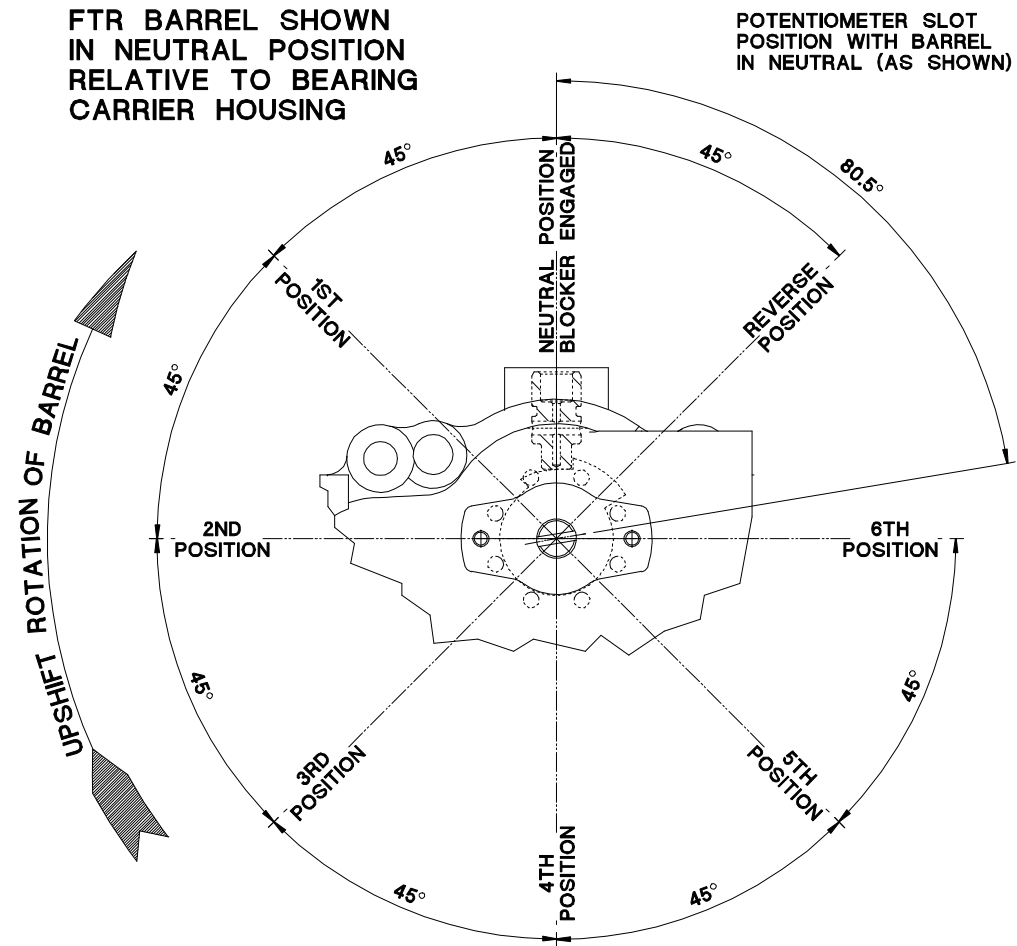 FTR BARREL SHOWN
IN NEUTRAL POSITION
RELATIVE TO BEARING
CARRIER HOUSING
POTENTIOMETER SLOT
POSITION WITH BARREL
IN NEUTRAL (AS SHOWN)
45°
45°
80.5°
NEUTRAL POSITION
BLOCKER ENGAGED
1ST
POSITION
REVERSE
POSITION
45°
UPSHIFT ROTATION OF BARREL
2ND
POSITION
6TH
POSITION
45°
45°
3RD
POSITION
5TH
POSITION
4TH
POSITION
45°
45°